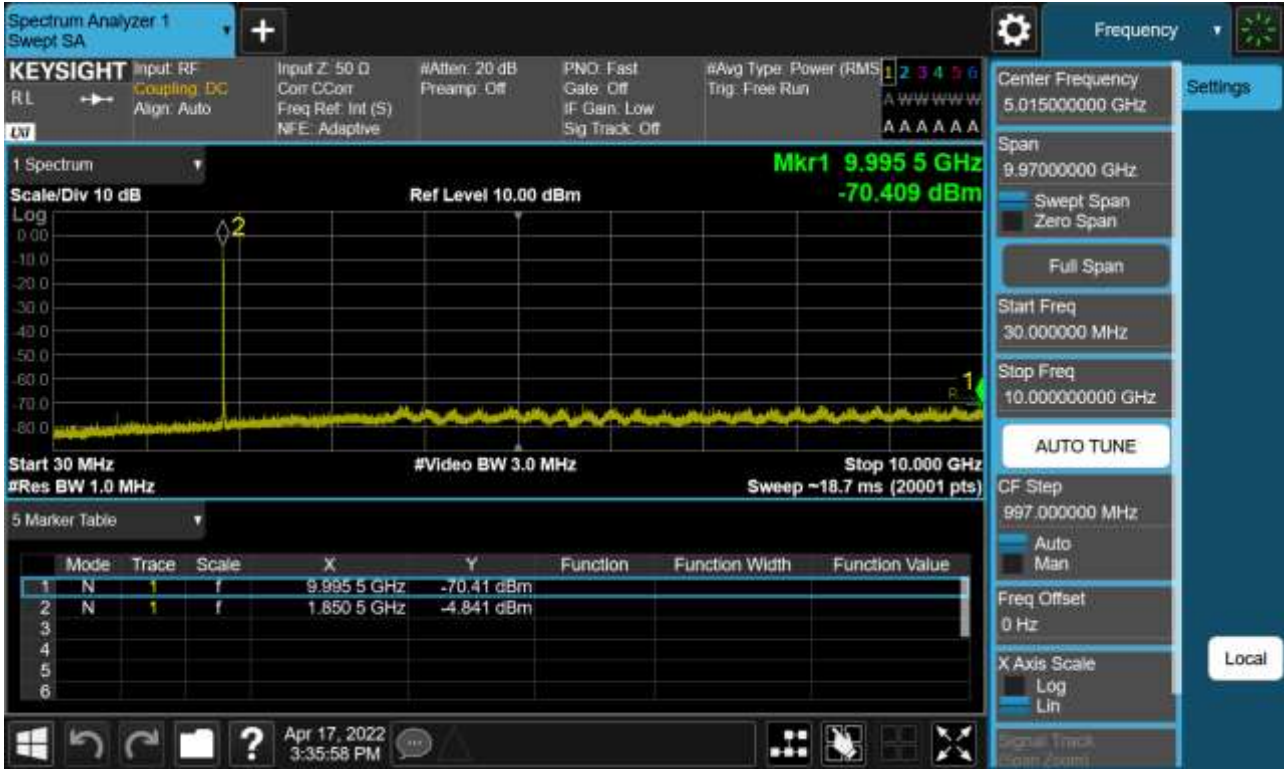 Spectrum Analyzer 1
Swept SA
+
Frequency
KEYSIGHT
RL
LXI
Input: RF
Coupling: DC
Align: Auto
Input Z: 50 Ω
Corr CCorr
Freq Ref: Int (S)
NFE: Adaptive
#Atten: 20 dB
Preamp: Off
PNO: Fast
Gate: Off
IF Gain: Low
Sig Track: Off
#Avg Type: Power (RMS
Trig: Free Run
1 2 3 4 5 6
A W W W W W
A A A A A A
1 Spectrum
Scale/Div 10 dB
Ref Level 10.00 dBm
Mkr1 9.995 5 GHz
-70.409 dBm
Log
0.00
-10.0
-20.0
-30.0
-40.0
-50.0
-60.0
-70.0
-80.0
2
1
Start 30 MHz
#Video BW 3.0 MHz
Stop 10.000 GHz
#Res BW 1.0 MHz
Sweep ~18.7 ms (20001 pts)
5 Marker Table
Mode Trace Scale X Y Function Function Width Function Value
1 N 1 f 9.995 5 GHz -70.41 dBm
2 N 1 f 1.850 5 GHz -4.841 dBm
3
4
5
6
?
Apr 17, 2022
3:35:58 PM
Center Frequency
5.015000000 GHz
Settings
Span
9.97000000 GHz
Swept Span
Zero Span
Full Span
Start Freq
30.000000 MHz
Stop Freq
10.000000000 GHz
AUTO TUNE
CF Step
997.000000 MHz
Auto
Man
Freq Offset
0 Hz
X Axis Scale
Log
Lin
Local
Signal Track
(Span Zoom)